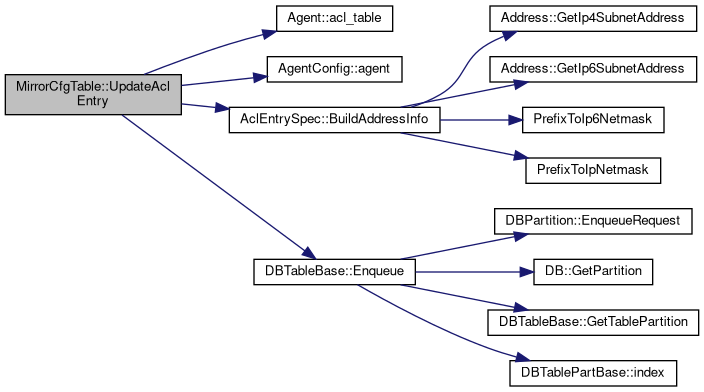 MirrorCfgTable::UpdateAcl
Entry
Agent::acl_table
AgentConfig::agent
AclEntrySpec::BuildAddressInfo
Address::GetIp4SubnetAddress
Address::GetIp6SubnetAddress
PrefixToIp6Netmask
PrefixToIpNetmask
DBTableBase::Enqueue
DBPartition::EnqueueRequest
DB::GetPartition
DBTableBase::GetTablePartition
DBTablePartBase::index